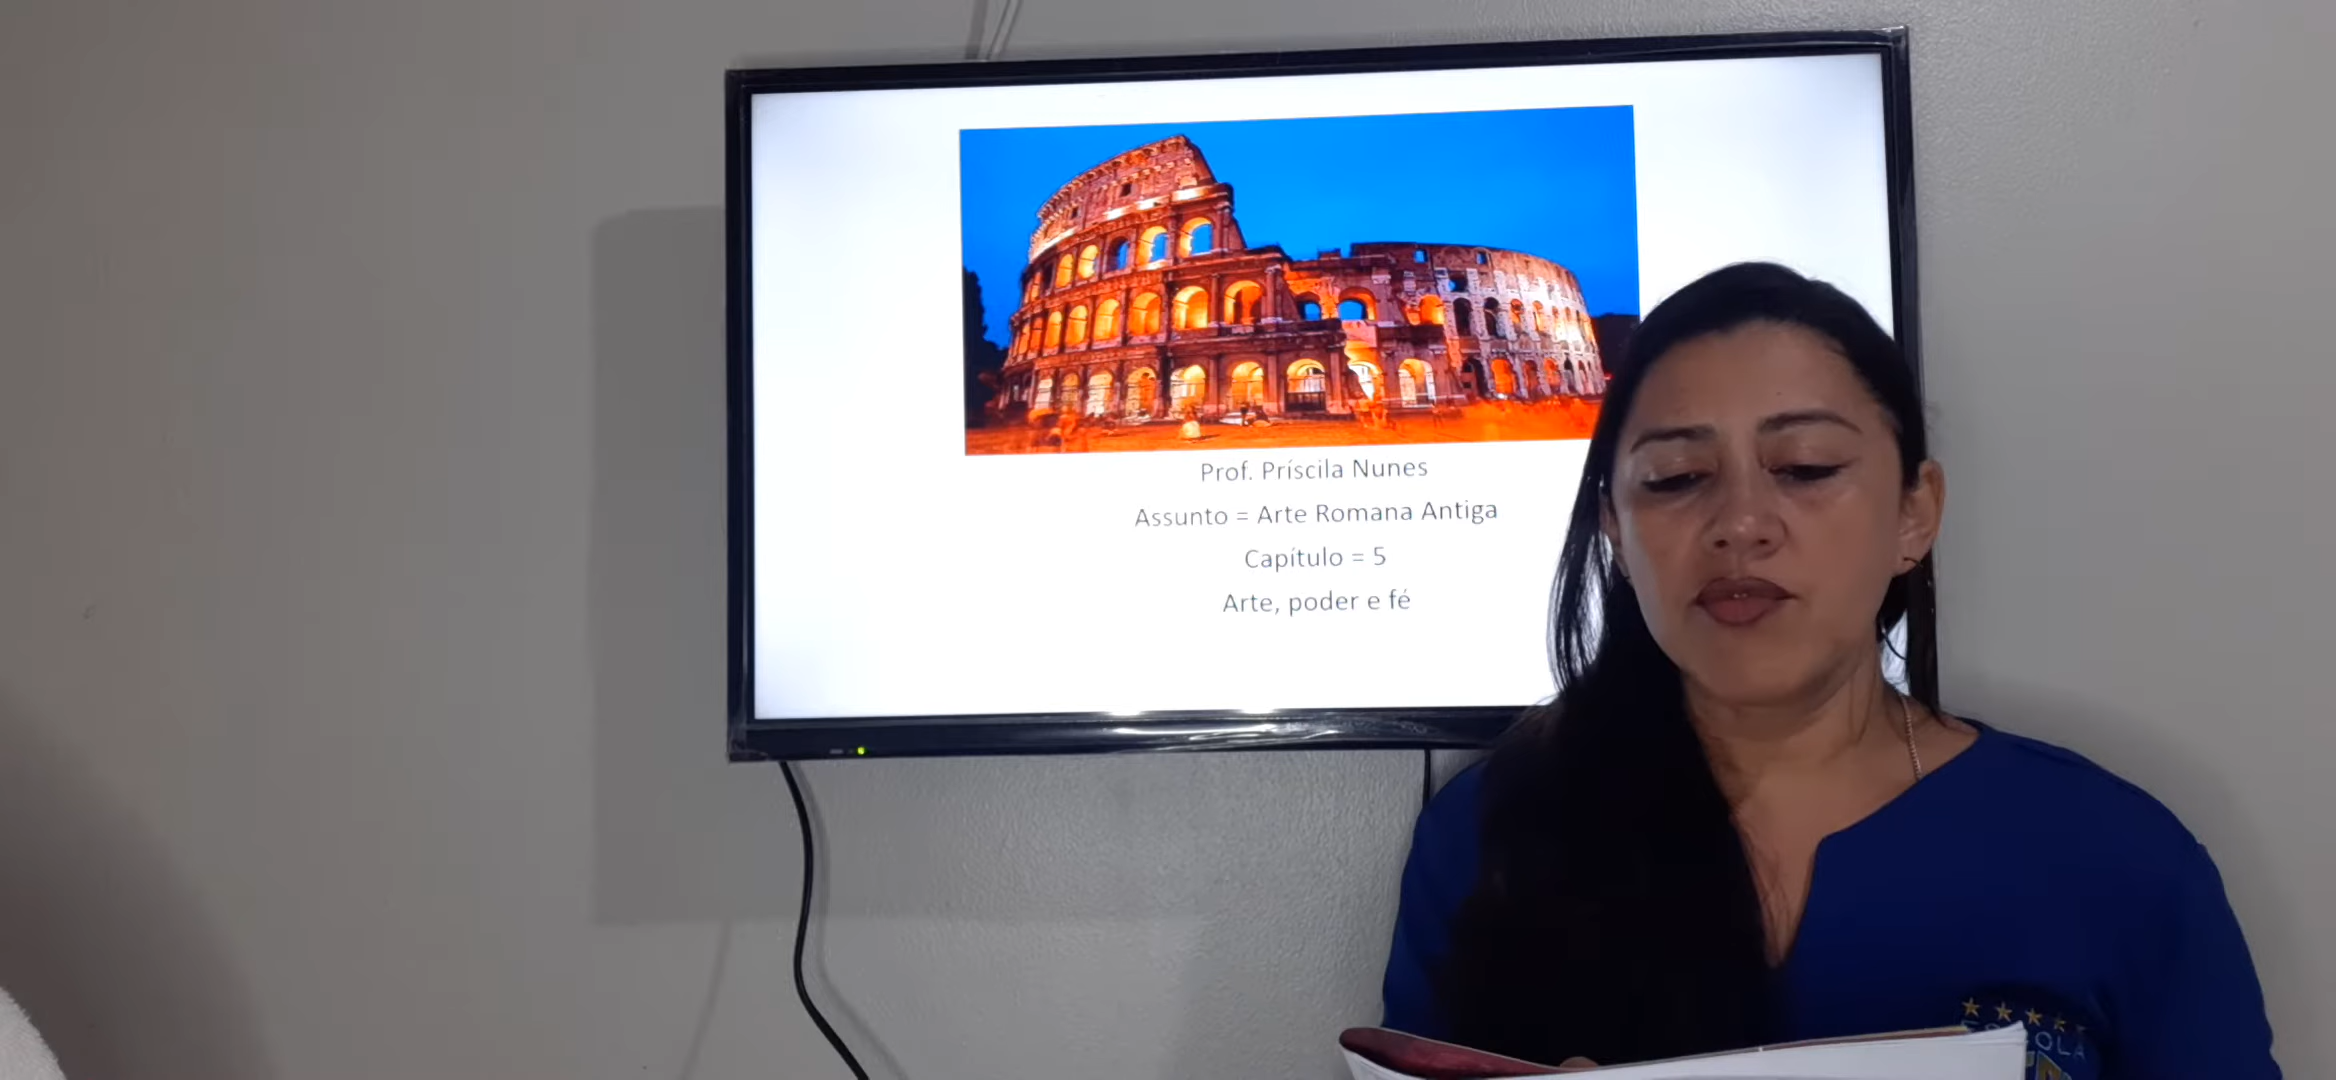 Prof. Príscila Nunes
Assunto = Arte Romana Antiga
Capítulo = 5
Arte, poder e fé